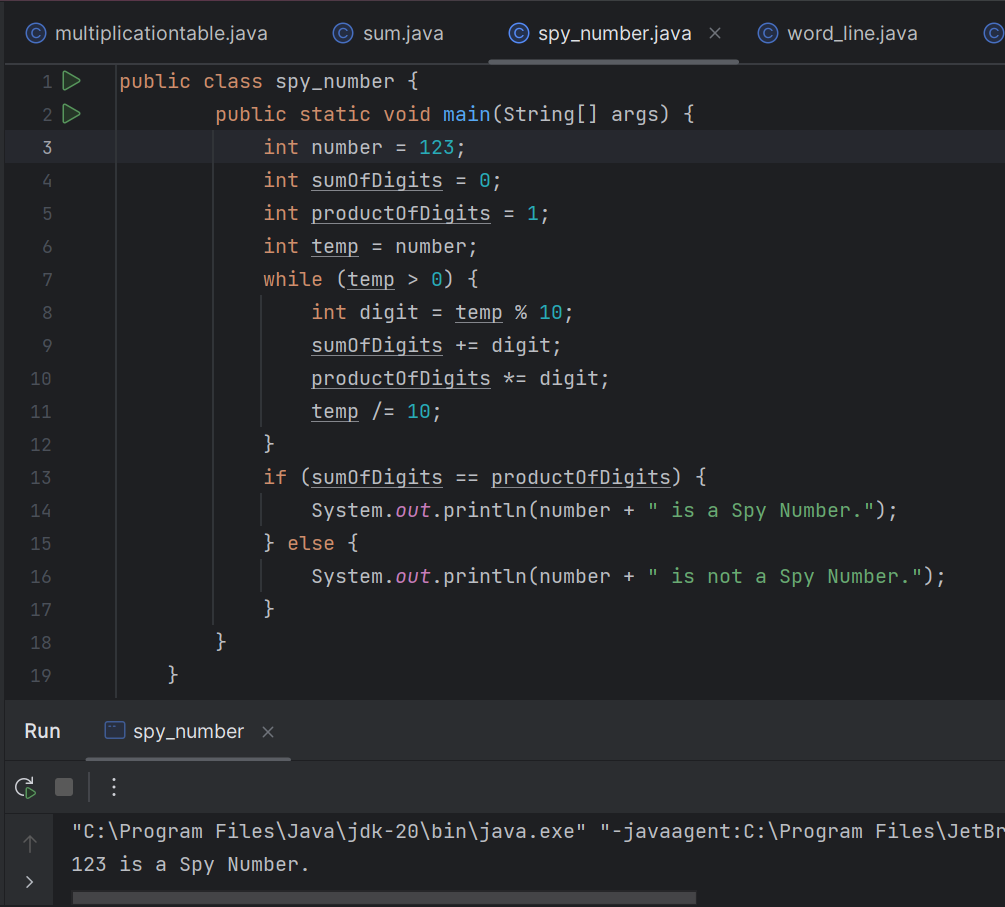 multiplicationtable.java sum.java spy_number.java word_line.java
1 public class spy_number {
2 public static void main(String[] args) {
3 int number = 123;
4 int sumOfDigits = 0;
5 int productOfDigits = 1;
6 int temp = number;
7 while (temp > 0) {
8 int digit = temp % 10;
9 sumOfDigits += digit;
10 productOfDigits *= digit;
11 temp /= 10;
12 }
13 if (sumOfDigits == productOfDigits) {
14 System.out.println(number + " is a Spy Number.");
15 } else {
16 System.out.println(number + " is not a Spy Number.");
17 }
18 }
19 }
Run spy_number
"C:\Program Files\Java\jdk-20\bin\java.exe" "-javaagent:C:\Program Files\JetBr
123 is a Spy Number.